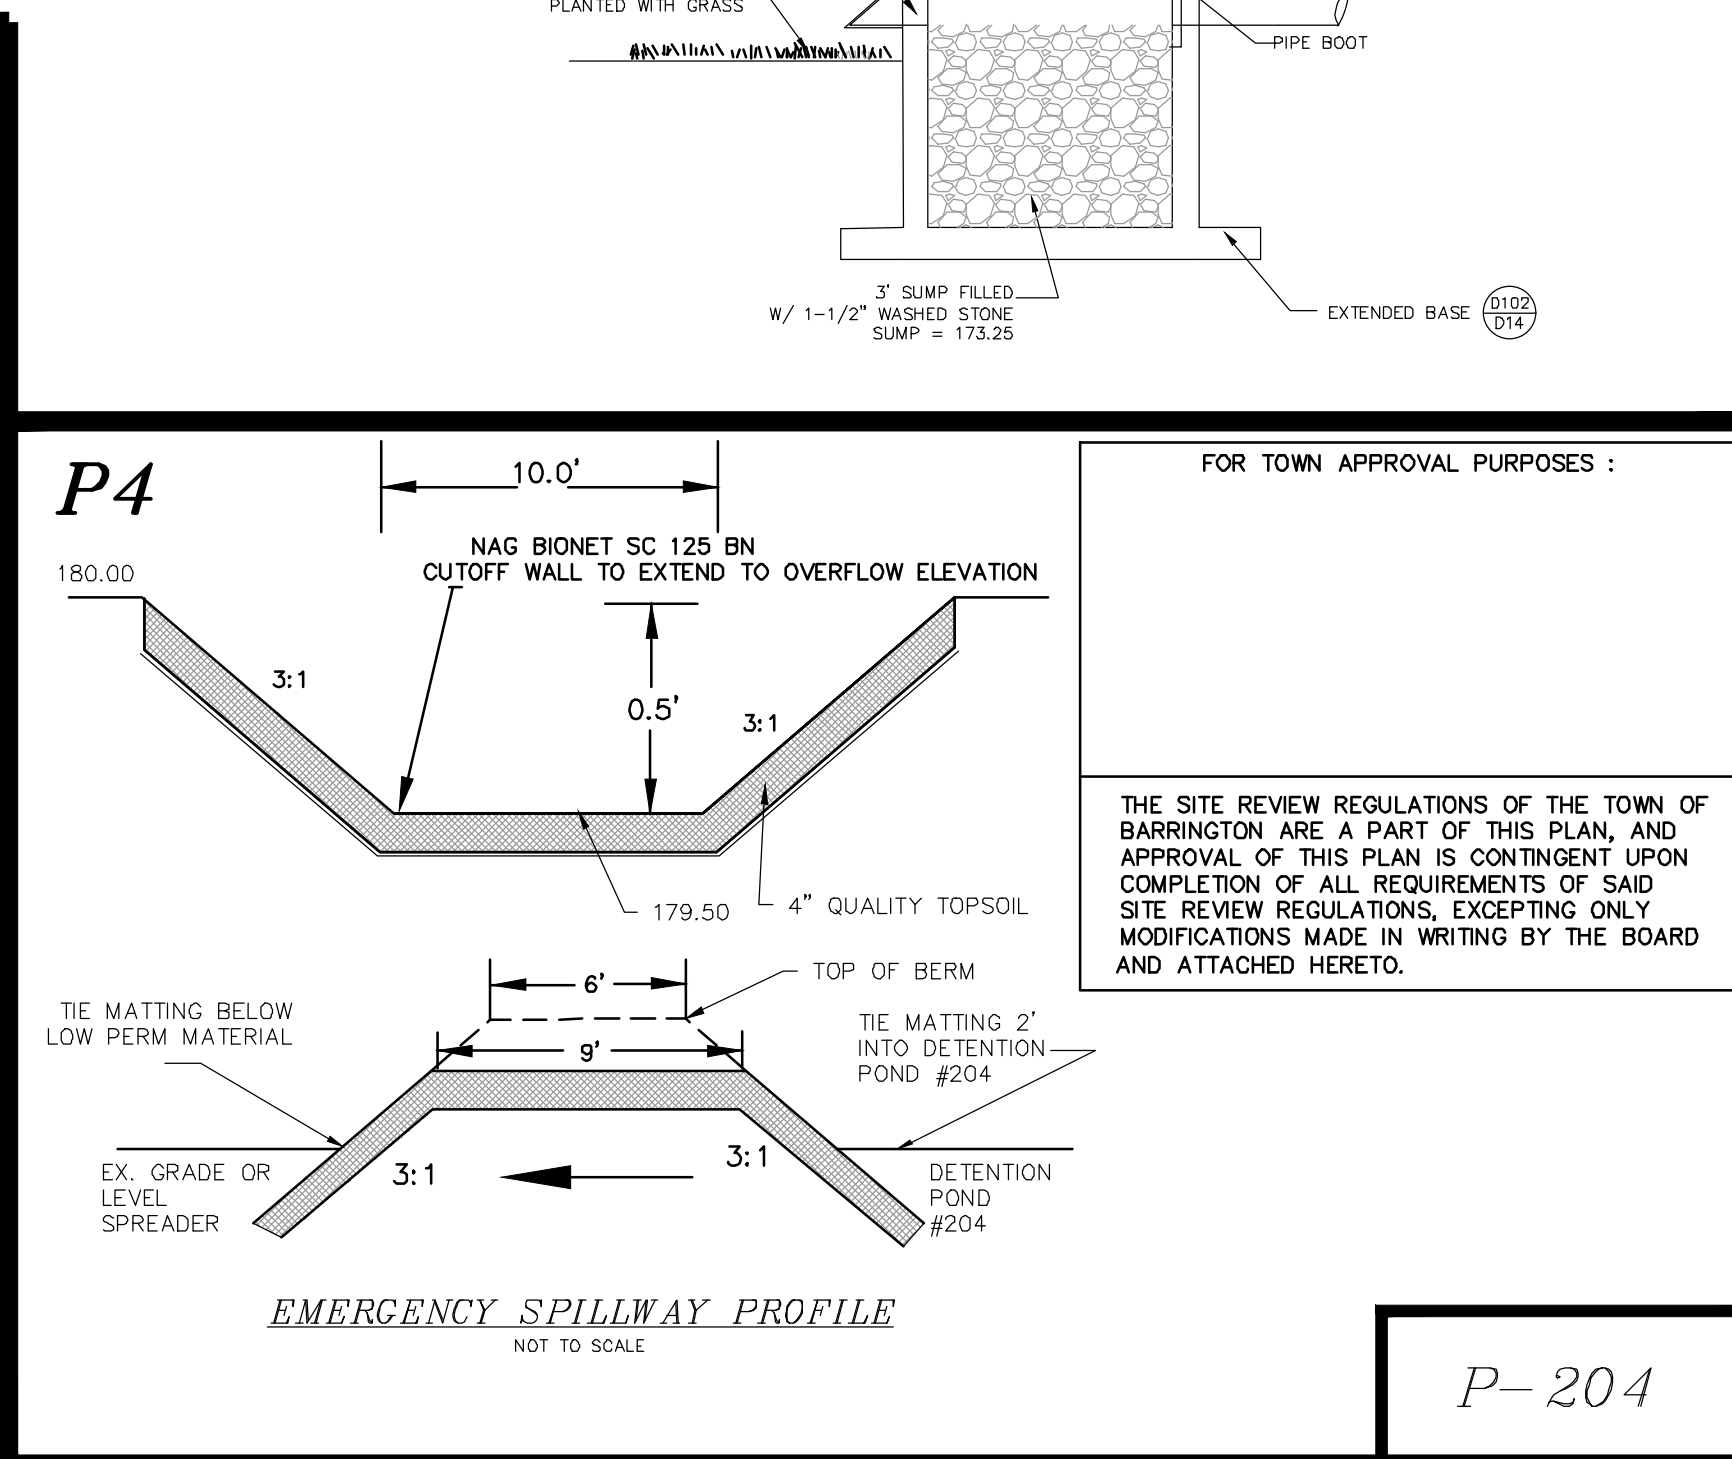 PLANTED WITH GRASS
PIPE BOOT
3' SUMP FILLED
W/ 1-1/2" WASHED STONE
SUMP = 173.25
EXTENDED BASE
D102
D14
P4
10.0'
NAG BIONET SC 125 BN
CUTOFF WALL TO EXTEND TO OVERFLOW ELEVATION
180.00
3:1
0.5'
3:1
179.50
4" QUALITY TOPSOIL
FOR TOWN APPROVAL PURPOSES :
THE SITE REVIEW REGULATIONS OF THE TOWN OF
BARRINGTON ARE A PART OF THIS PLAN, AND
APPROVAL OF THIS PLAN IS CONTINGENT UPON
COMPLETION OF ALL REQUIREMENTS OF SAID
SITE REVIEW REGULATIONS, EXCEPTING ONLY
MODIFICATIONS MADE IN WRITING BY THE BOARD
AND ATTACHED HERETO.
6'
TOP OF BERM
TIE MATTING BELOW
LOW PERM MATERIAL
9'
TIE MATTING 2'
INTO DETENTION
POND #204
EX. GRADE OR
LEVEL
SPREADER
3:1
3:1
DETENTION
POND
#204
EMERGENCY SPILLWAY PROFILE
NOT TO SCALE
P-204